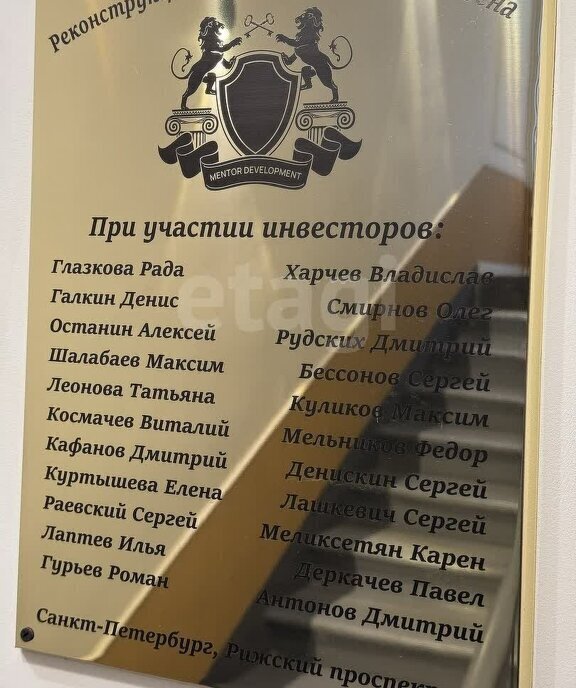 MENTOR DEVELOPMENT
При участии инвесторов:
Глазкова Рада
Галкин Денис
Останин Алексей
Шалабаев Максим
Леонова Татьяна
Космачев Виталий
Кафанов Дмитрий
Куртышева Елена
Раевский Сергей
Лаптев Илья
Гурьев Роман
Харчев Владислав
Смирнов Олег
Рудских Дмитрий
Бессонов Сергей
Куликов Максим
Мельников Федор
Денискин Сергей
Лашкевич Сергей
Меликсетян Карен
Деркачев Павел
Антонов Дмитрий
Санкт-Петербург, Рижский проспект
etagi